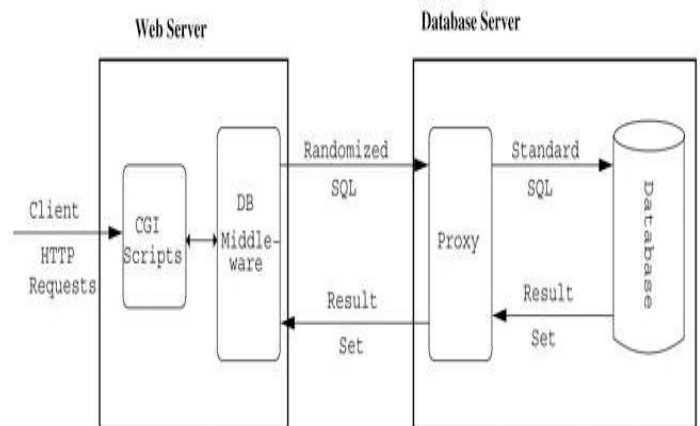 Web Server
Database Server
Client
HTTP
Requests
CGI
Scripts
DB
Middle-
ware
Randomized
SQL
Result
Set
Proxy
Standard
SQL
Result
Set
Database